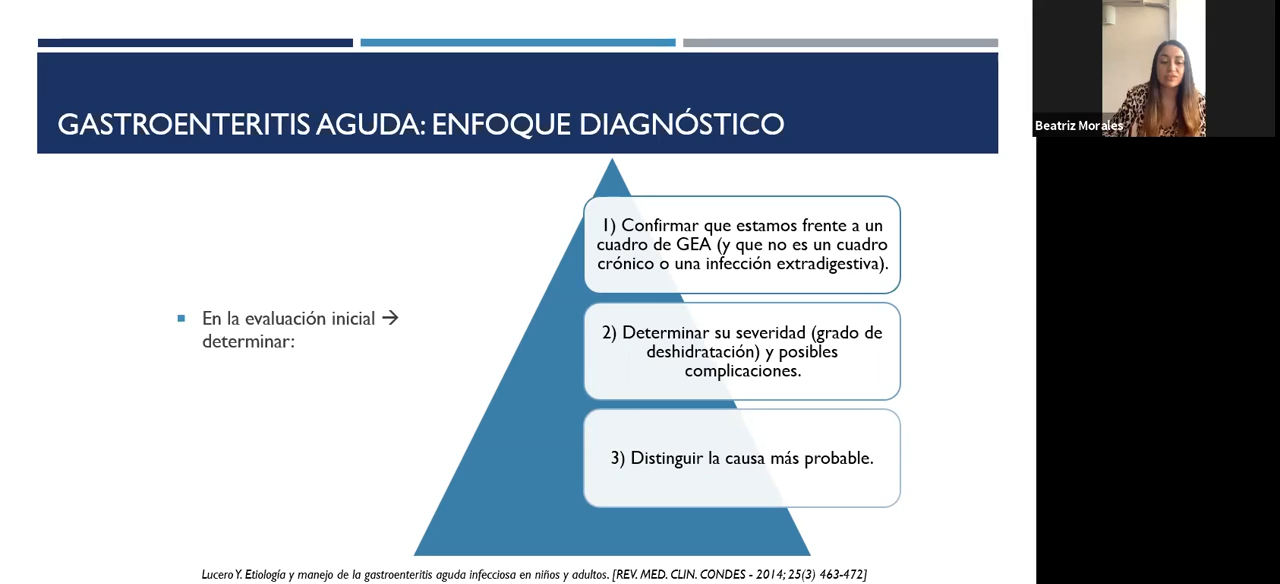 GASTROENTERITIS AGUDA: ENFOQUE DIAGNÓSTICO
Beatriz Morales
En la evaluación inicial →
determinar:
1) Confirmar que estamos frente a un
cuadro de GEA (y que no es un cuadro
crónico o una infección extradigestiva).
2) Determinar su severidad (grado de
deshidratación) y posibles
complicaciones.
3) Distinguir la causa más probable.
Lucero Y. Etiología y manejo de la gastroenteritis aguda infecciosa en niños y adultos. [REV. MED. CLIN. CONDES - 2014; 25(3) 463-472]